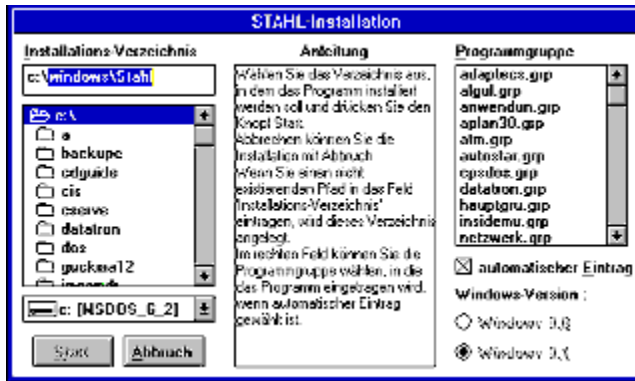 STAHL-Installation
Installations-Verzeichnis
c:\windows\Stahl
c:\
a
backupe
cdguide
cis
cserve
datatron
dos
guckma12
c: [MSDOS_6_2]
Start
Abbruch
Anleitung
Wählen Sie das Verzeichnis aus,
in dem das Programm installiert
werden soll und drücken Sie den
Knopf Start.
Abbrechen können Sie die
Installation mit Abbruch
Wenn Sie einen nicht
existierenden Pfad in das Feld
'Installations-Verzeichnis'
eintragen, wird dieses Verzeichnis
angelegt.
Im rechten Feld können Sie die
Programmgruppe wählen, in die
das Programm eingetragen wird,
wenn automatischer Eintrag
gewählt ist.
Programmgruppe
adaptecs.grp
algul.grp
anwendun.grp
aplan30.grp
atm.grp
autostar.grp
cpsdos.grp
datatron.grp
hauptgru.grp
insidemu.grp
netzwerk.grp
automatischer Eintrag
Windows-Version :
Windows 3.0
Windows 3.1